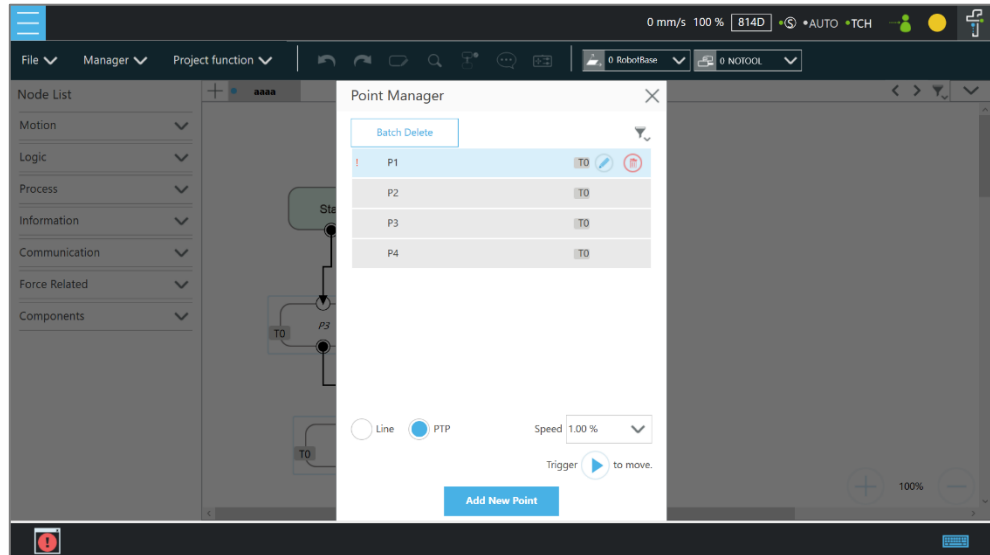 0 mm/s 100 % 814D •Ⓢ •AUTO •TCH
File Manager Project function 0 RobotBase 0 NOTOOL
Node List
aaaa
Motion
Logic
Process
Information
Communication
Force Related
Components
Sta
T0 P3
T0
Point Manager
Batch Delete
! P1 T0
P2 T0
P3 T0
P4 T0
Line PTP Speed 1.00 %
Trigger to move.
Add New Point
100%